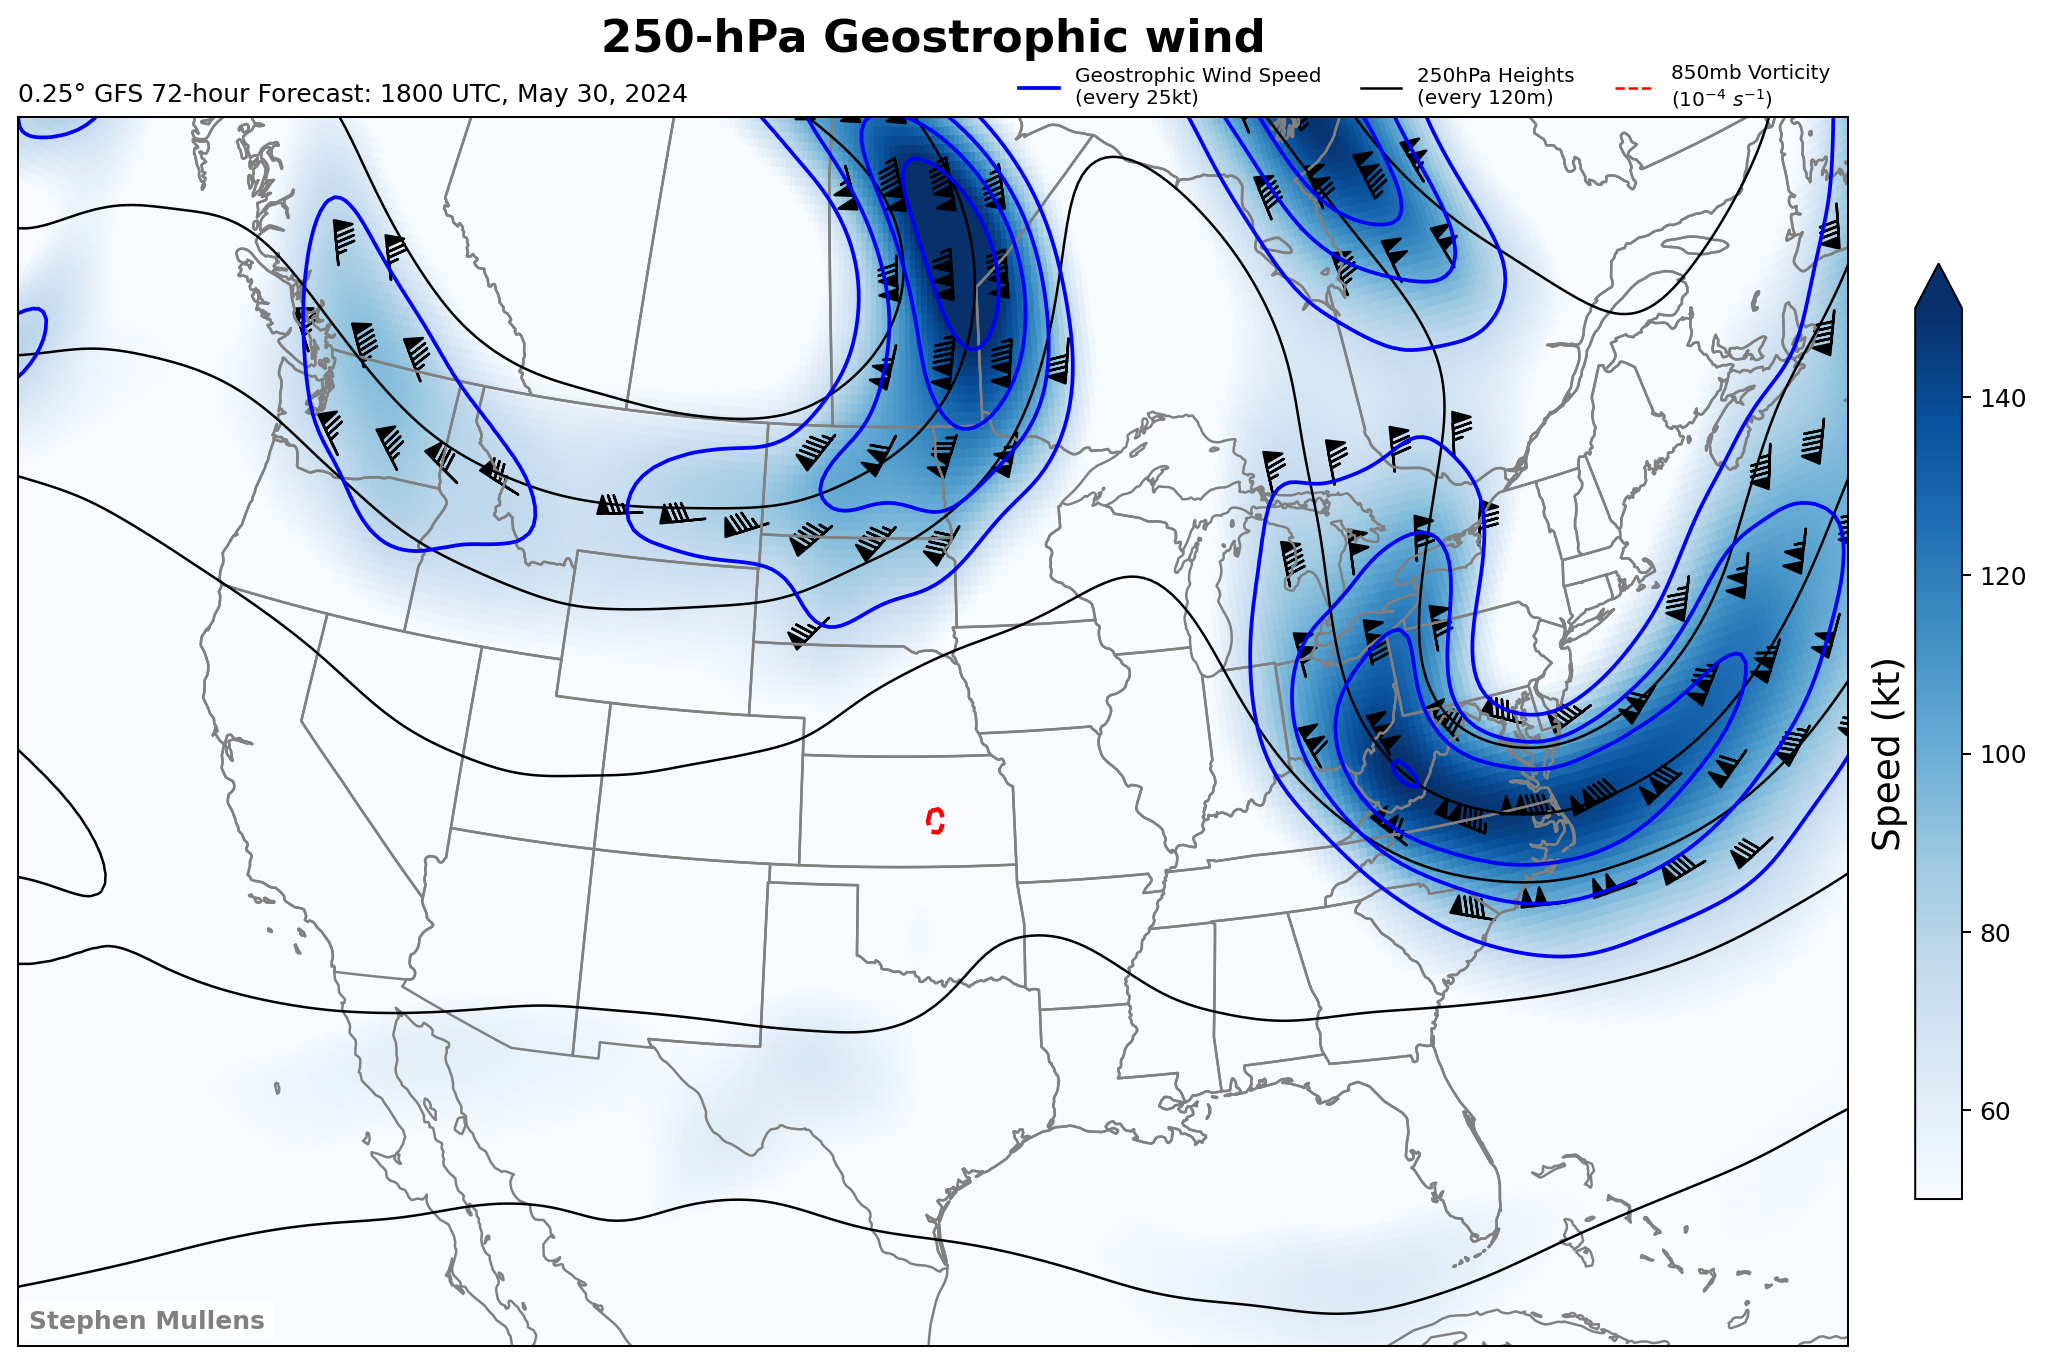 250-hPa Geostrophic wind
0.25° GFS 72-hour Forecast: 1800 UTC, May 30, 2024
Geostrophic Wind Speed
(every 25kt)
250hPa Heights
(every 120m)
850mb Vorticity
(10⁻⁴ s⁻¹)
140
120
100
80
60
Speed (kt)
Stephen Mullens